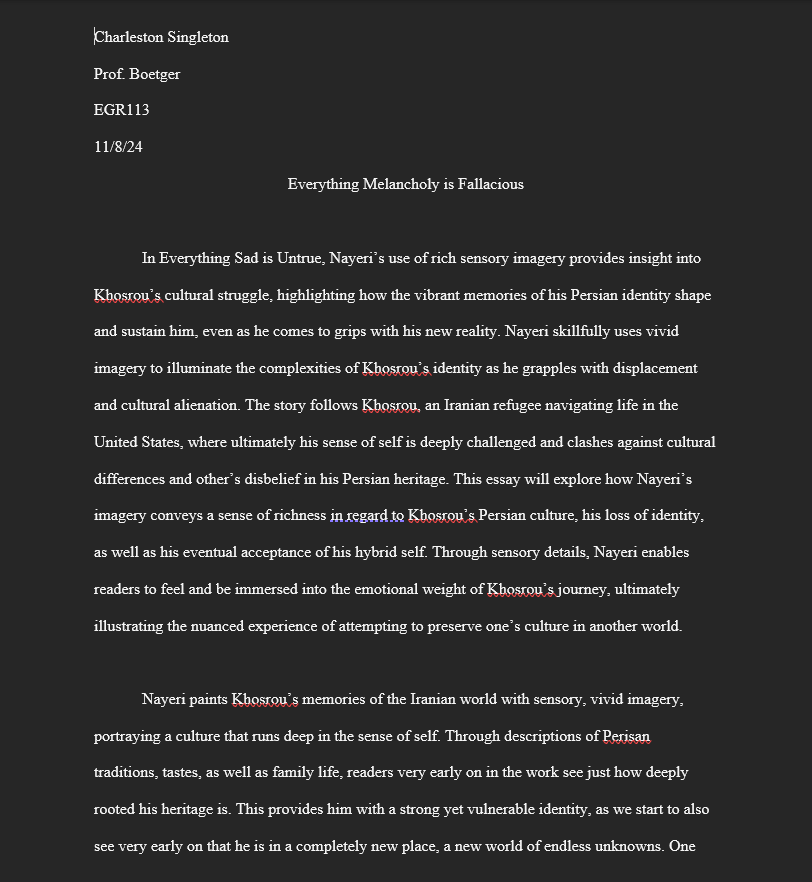 Charleston Singleton
Prof. Boetger
EGR113
11/8/24
Everything Melancholy is Fallacious
In Everything Sad is Untrue, Nayeri’s use of rich sensory imagery provides insight into
Khosrou’s cultural struggle, highlighting how the vibrant memories of his Persian identity shape
and sustain him, even as he comes to grips with his new reality. Nayeri skillfully uses vivid
imagery to illuminate the complexities of Khosrou’s identity as he grapples with displacement
and cultural alienation. The story follows Khosrou, an Iranian refugee navigating life in the
United States, where ultimately his sense of self is deeply challenged and clashes against cultural
differences and other’s disbelief in his Persian heritage. This essay will explore how Nayeri’s
imagery conveys a sense of richness in regard to Khosrou’s Persian culture, his loss of identity,
as well as his eventual acceptance of his hybrid self. Through sensory details, Nayeri enables
readers to feel and be immersed into the emotional weight of Khosrou’s journey, ultimately
illustrating the nuanced experience of attempting to preserve one’s culture in another world.
Nayeri paints Khosrou’s memories of the Iranian world with sensory, vivid imagery,
portraying a culture that runs deep in the sense of self. Through descriptions of Perisan
traditions, tastes, as well as family life, readers very early on in the work see just how deeply
rooted his heritage is. This provides him with a strong yet vulnerable identity, as we start to also
see very early on that he is in a completely new place, a new world of endless unknowns. One